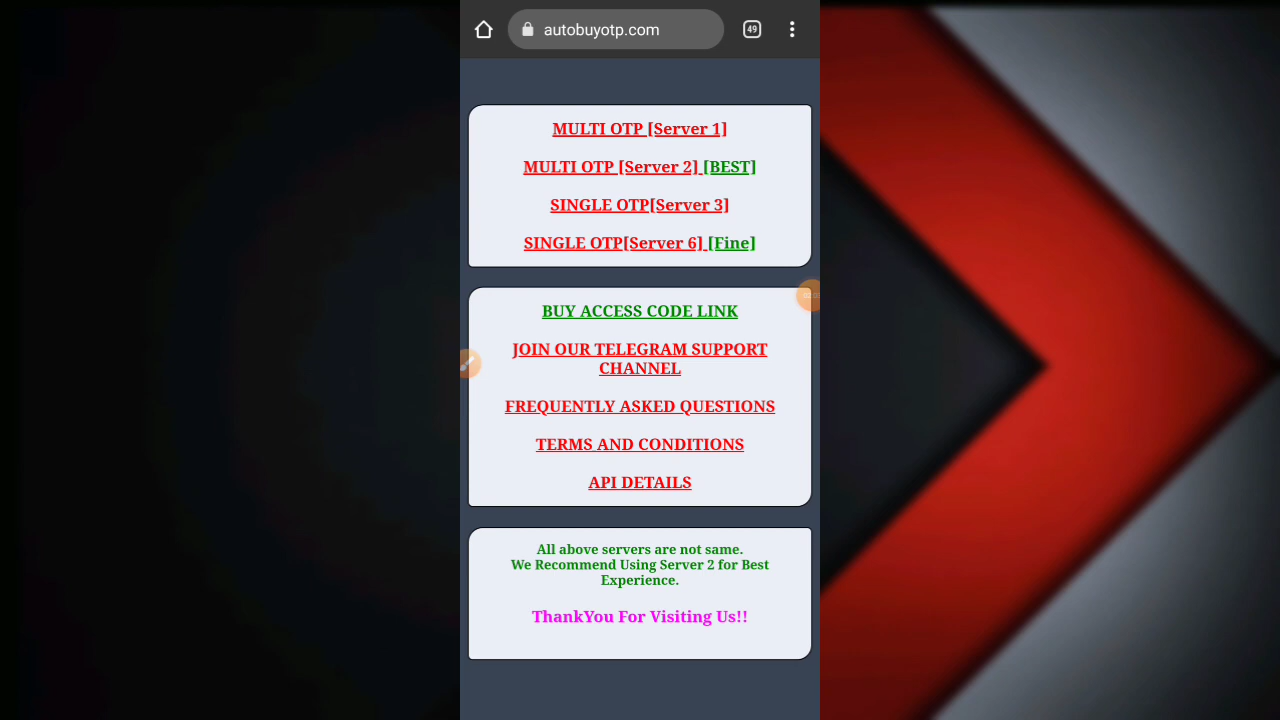 autobuyotp.com
49
MULTI OTP [Server 1]
MULTI OTP [Server 2] [BEST]
SINGLE OTP[Server 3]
SINGLE OTP[Server 6] [Fine]
BUY ACCESS CODE LINK
JOIN OUR TELEGRAM SUPPORT
CHANNEL
FREQUENTLY ASKED QUESTIONS
TERMS AND CONDITIONS
API DETAILS
All above servers are not same.
We Recommend Using Server 2 for Best
Experience.
ThankYou For Visiting Us!!